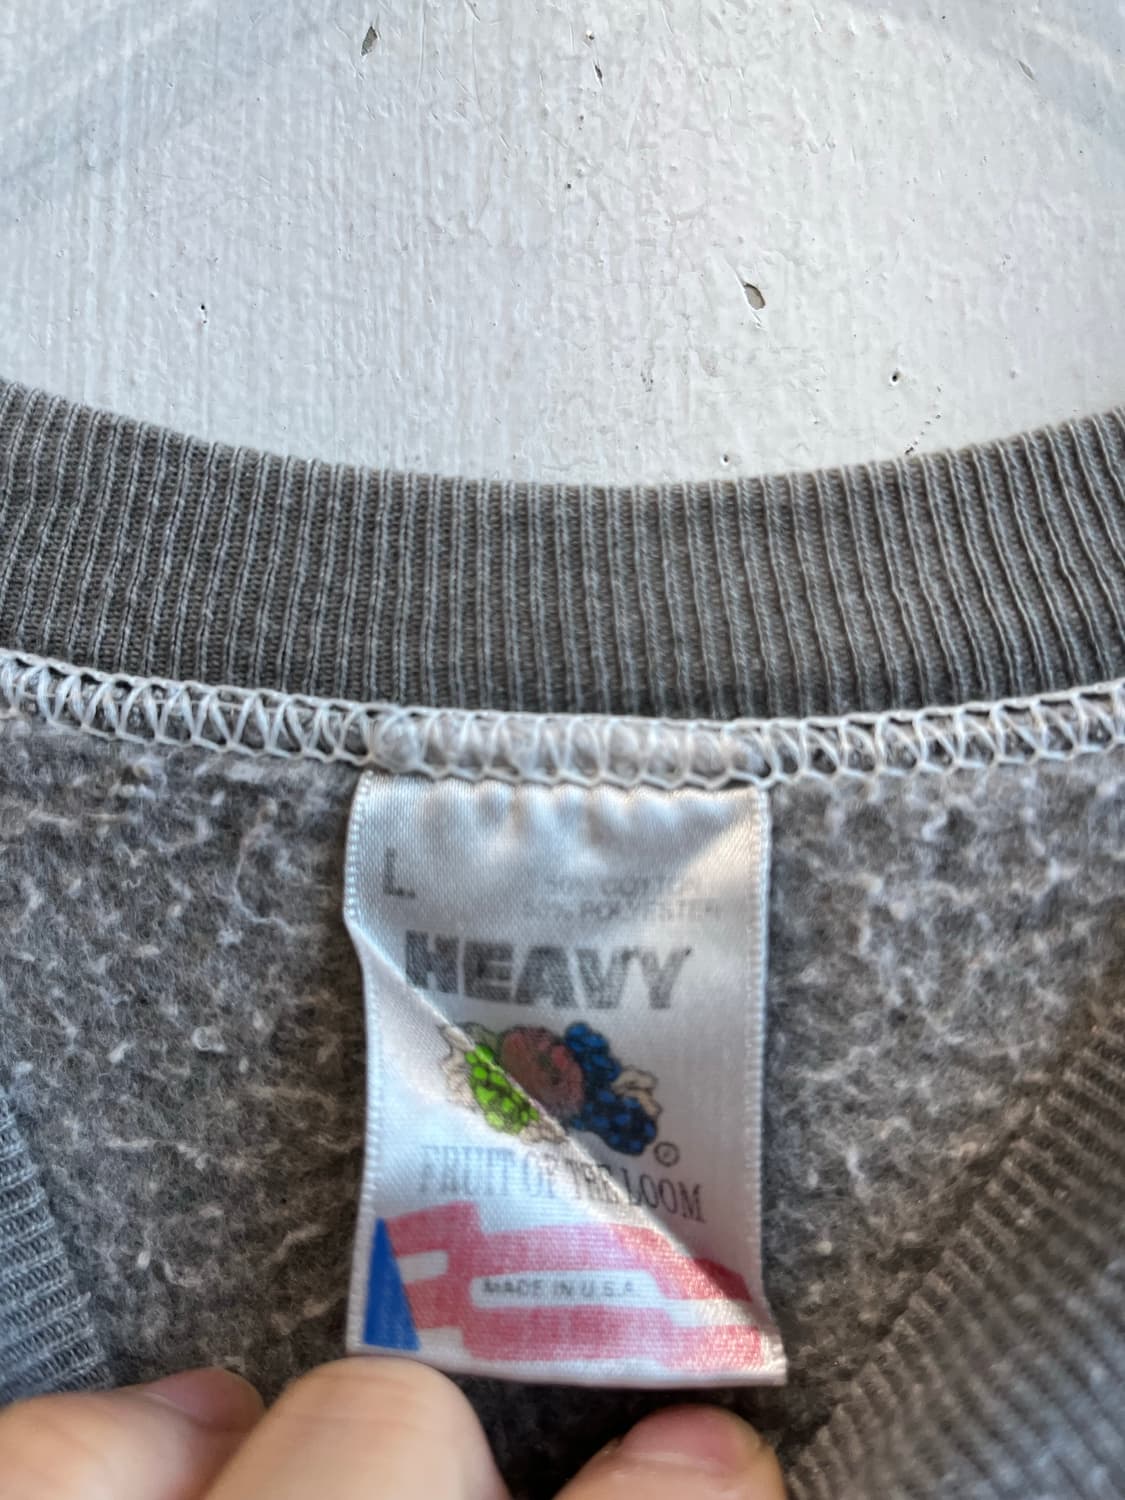 L
50% COTTON
50% POLYESTER
HEAVY
®
FRUIT OF THE LOOM
MADE IN U.S.A.